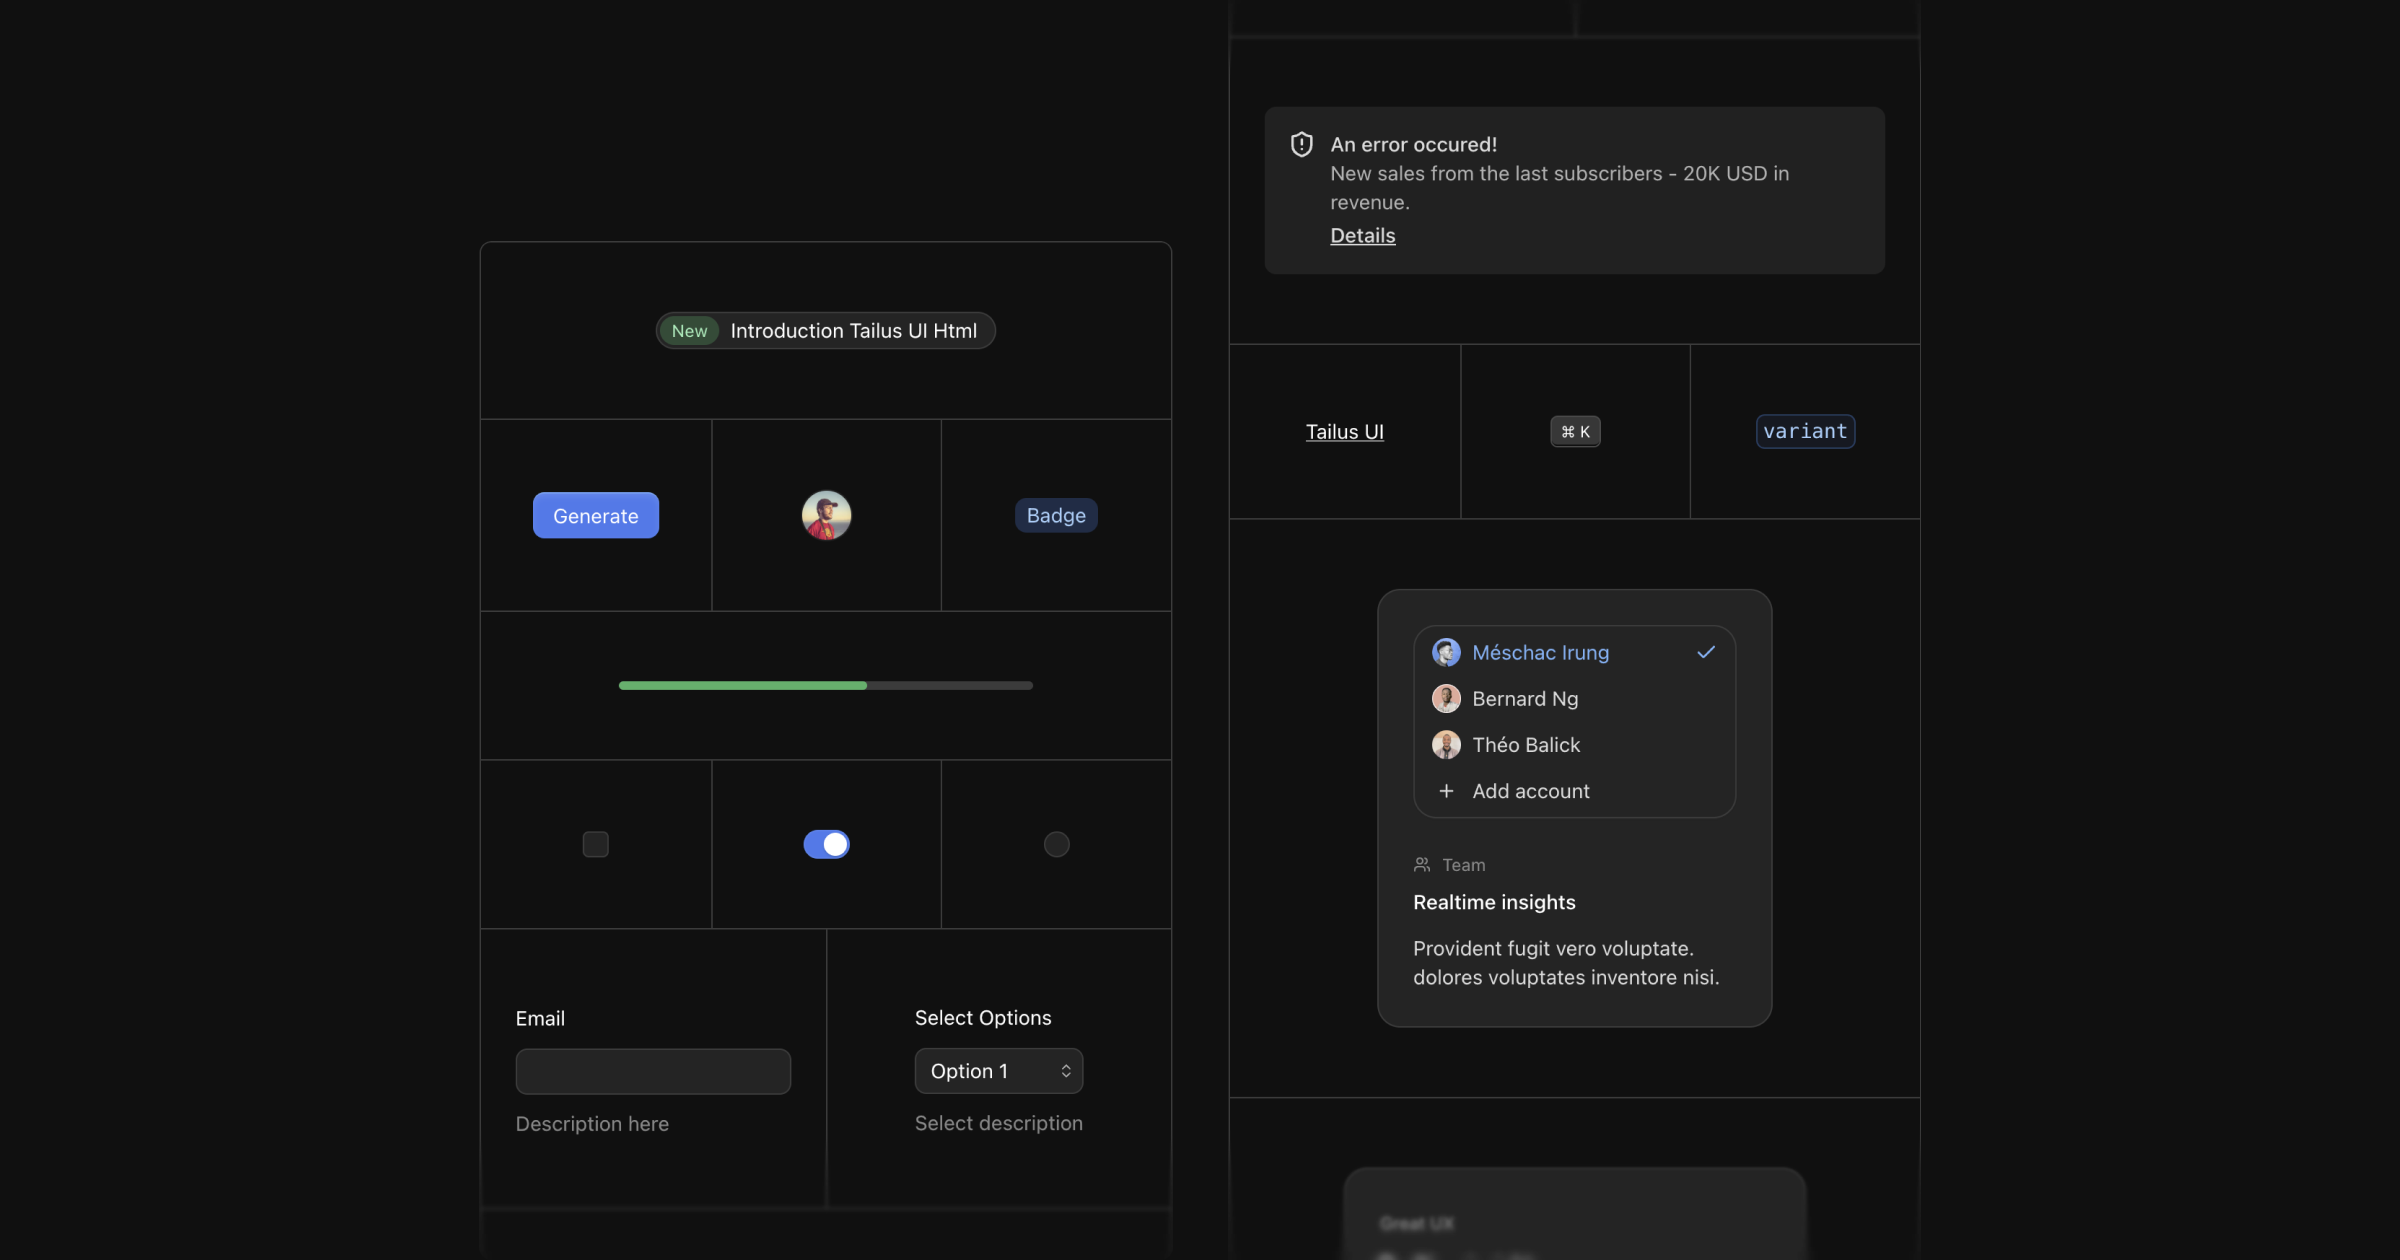 New Introduction Tailus UI Html
Generate
Badge
Email
Description here
Select Options
Option 1
Select description
An error occured!
New sales from the last subscribers - 20K USD in
revenue.
Details
Tailus UI
⌘ K
variant
Méschac Irung
Bernard Ng
Théo Balick
+ Add account
Team
Realtime insights
Provident fugit vero voluptate.
dolores voluptates inventore nisi.
Great UX